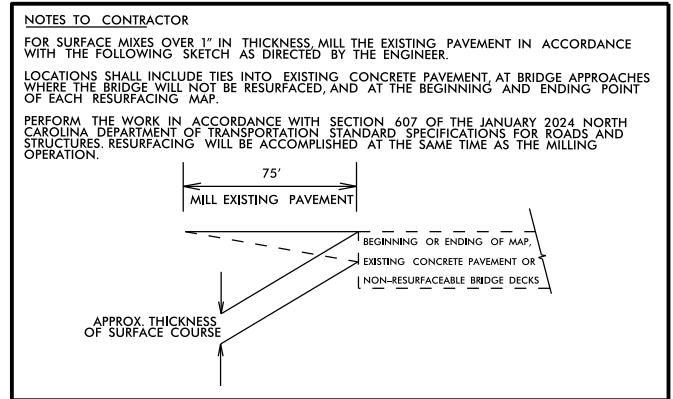 NOTES TO CONTRACTOR
FOR SURFACE MIXES OVER 1" IN THICKNESS, MILL THE EXISTING PAVEMENT IN ACCORDANCE
WITH THE FOLLOWING SKETCH AS DIRECTED BY THE ENGINEER.
LOCATIONS SHALL INCLUDE TIES INTO EXISTING CONCRETE PAVEMENT, AT BRIDGE APPROACHES
WHERE THE BRIDGE WILL NOT BE RESURFACED, AND AT THE BEGINNING AND ENDING POINT
OF EACH RESURFACING MAP.
PERFORM THE WORK IN ACCORDANCE WITH SECTION 607 OF THE JANUARY 2024 NORTH
CAROLINA DEPARTMENT OF TRANSPORTATION STANDARD SPECIFICATIONS FOR ROADS AND
STRUCTURES. RESURFACING WILL BE ACCOMPLISHED AT THE SAME TIME AS THE MILLING
OPERATION.
75'
MILL EXISTING PAVEMENT
BEGINNING OR ENDING OF MAP,
EXISTING CONCRETE PAVEMENT OR
NON-RESURFACEABLE BRIDGE DECKS
APPROX. THICKNESS
OF SURFACE COURSE